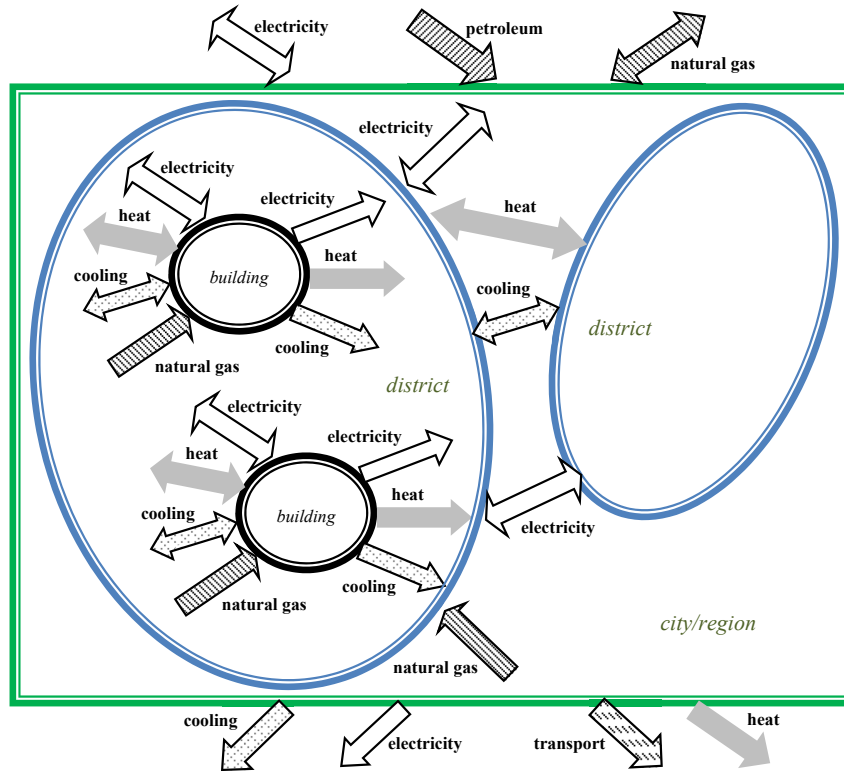 electricity
petroleum
natural gas
electricity
electricity
electricity
heat
heat
heat
cooling
building
cooling
district
cooling
natural gas
district
electricity
electricity
heat
heat
cooling
building
electricity
cooling
natural gas
city/region
natural gas
cooling
electricity
transport
heat